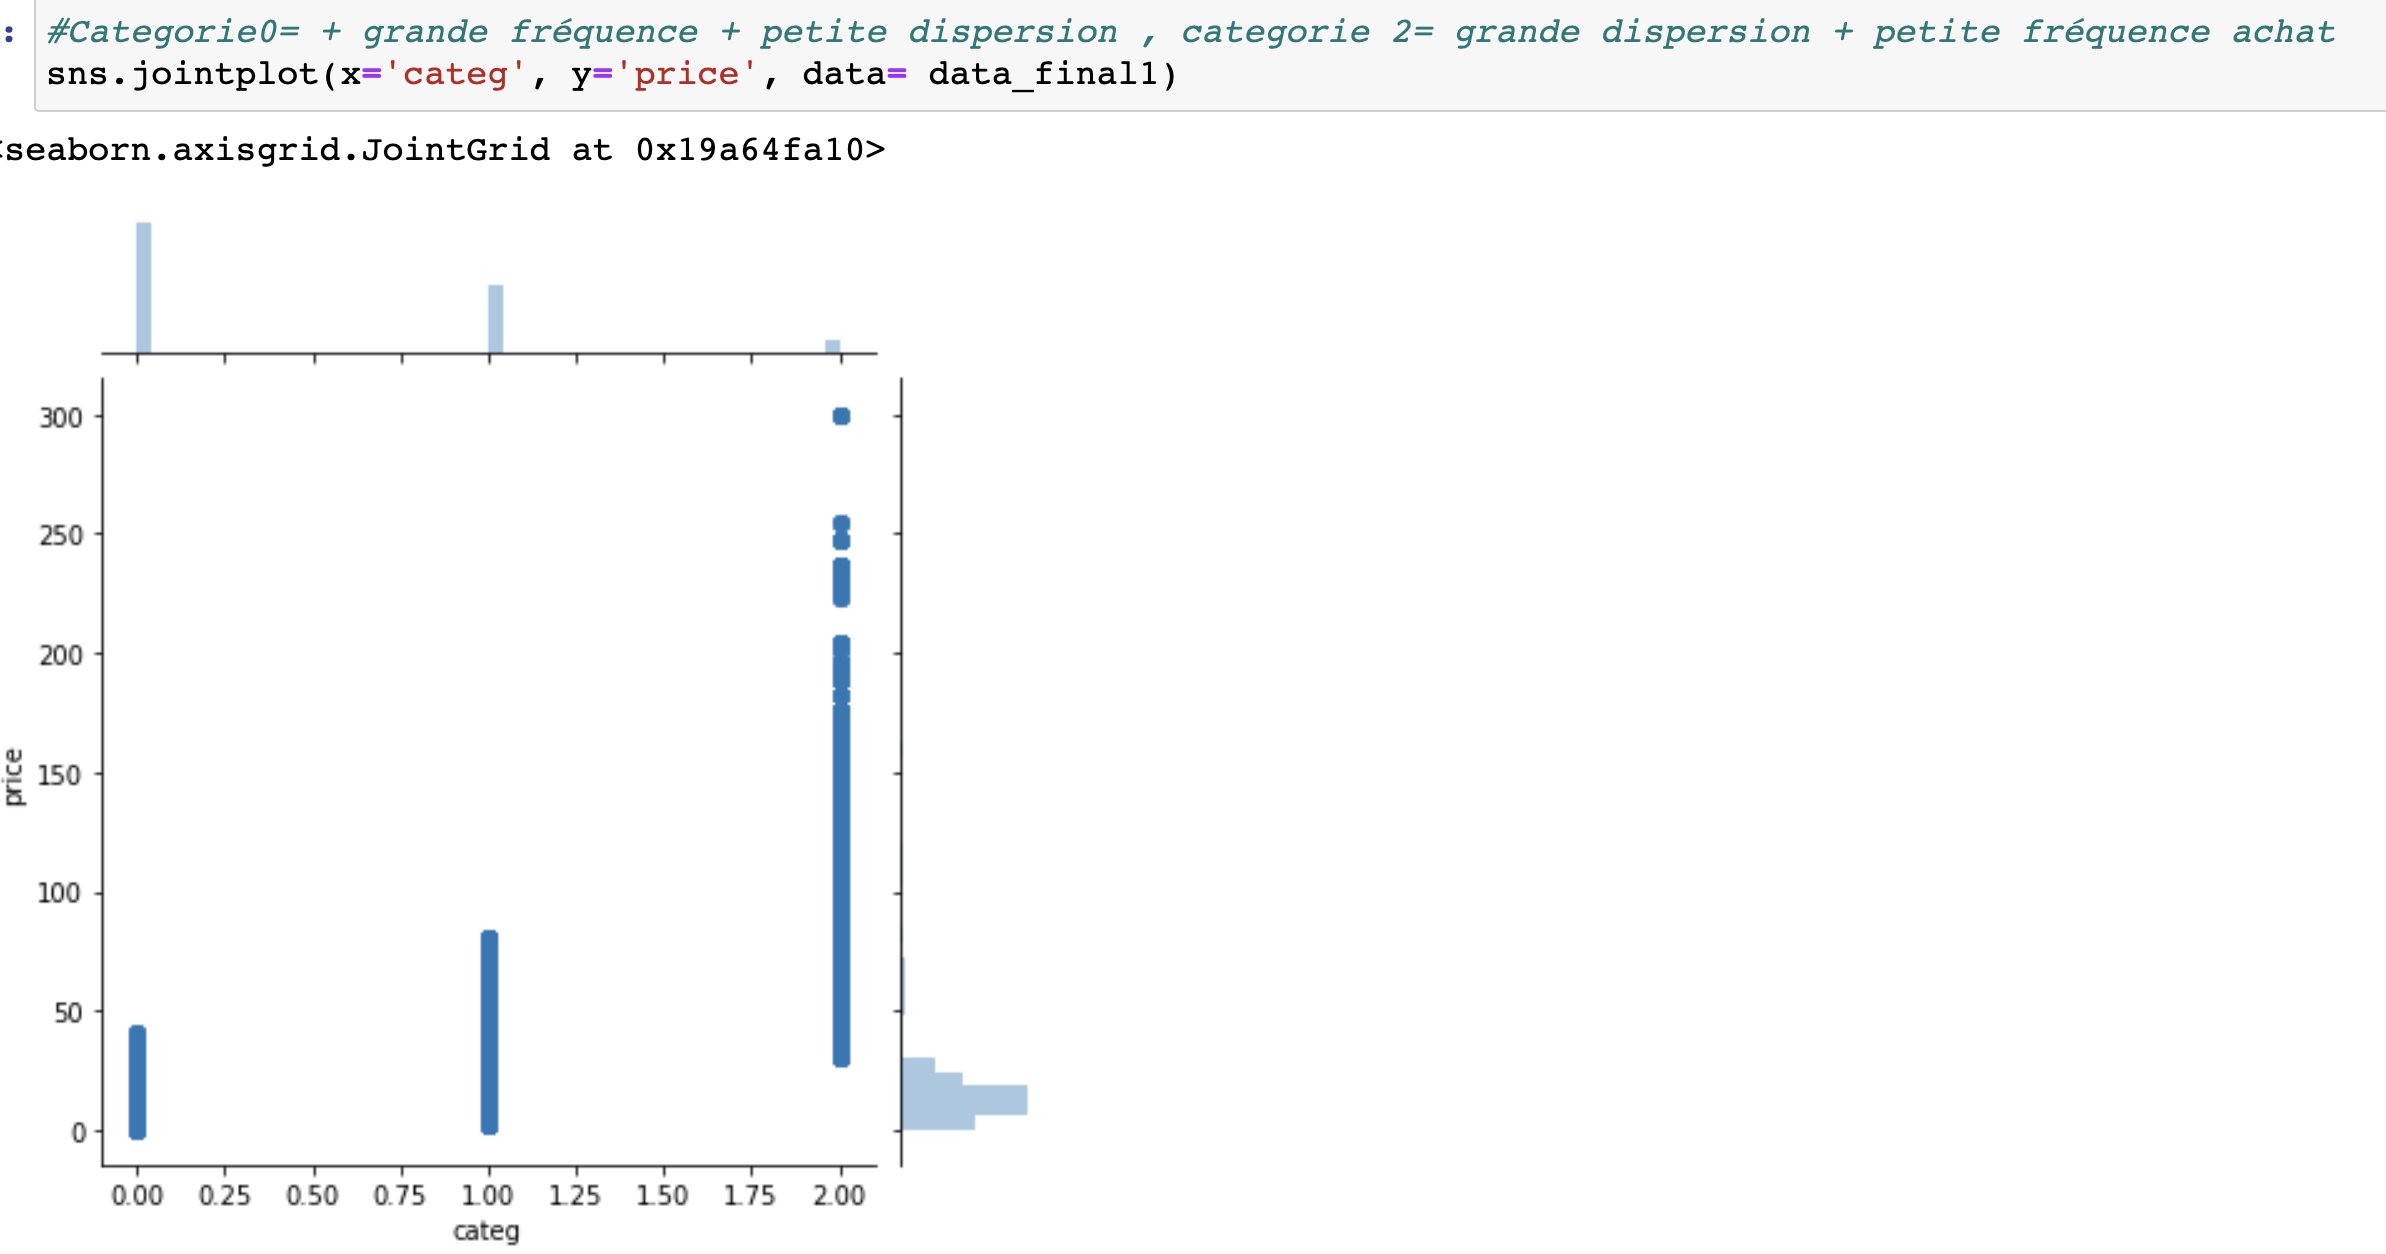 : #Categorie0= + grande fréquence + petite dispersion , categorie 2= grande dispersion + petite fréquence achat
sns.jointplot(x='categ', y='price', data= data_final1)
<seaborn.axisgrid.JointGrid at 0x19a64fa10>
300
250
200
150
100
50
0
price
0.00 0.25 0.50 0.75 1.00 1.25 1.50 1.75 2.00
categ